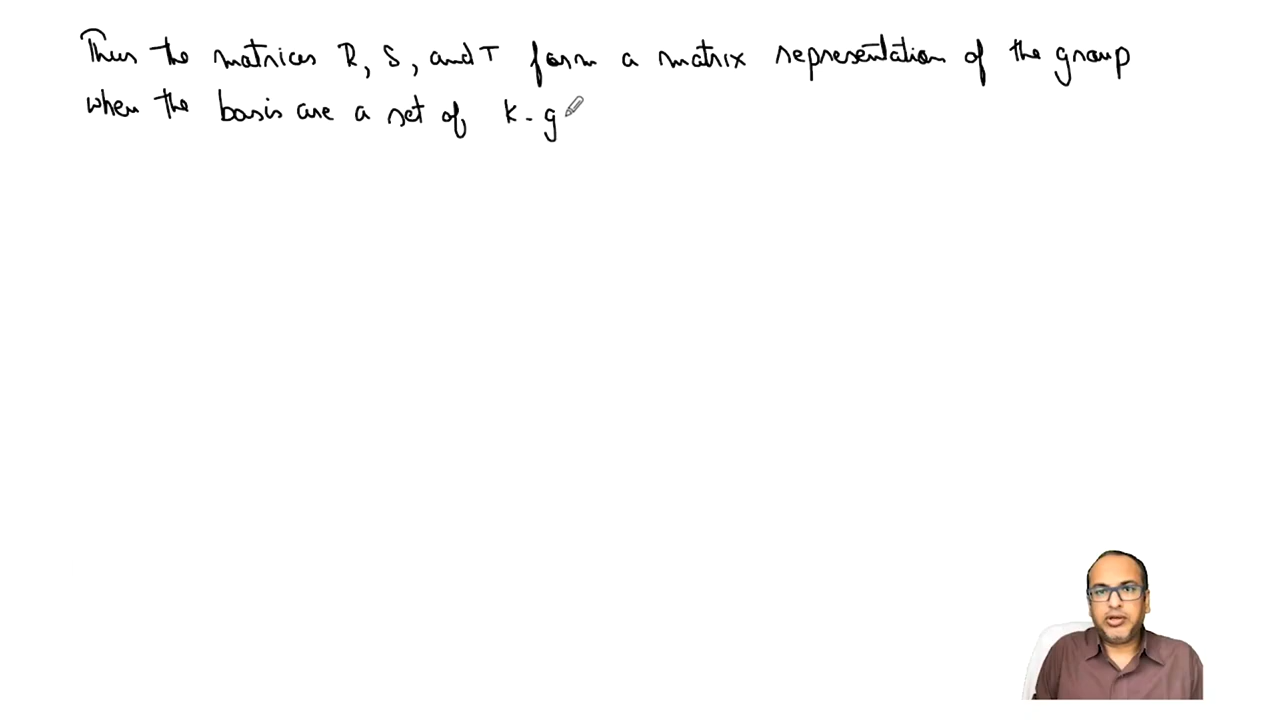 Thus the matrices R, S, and T form a matrix representation of the group
when the basis are a set of k-g